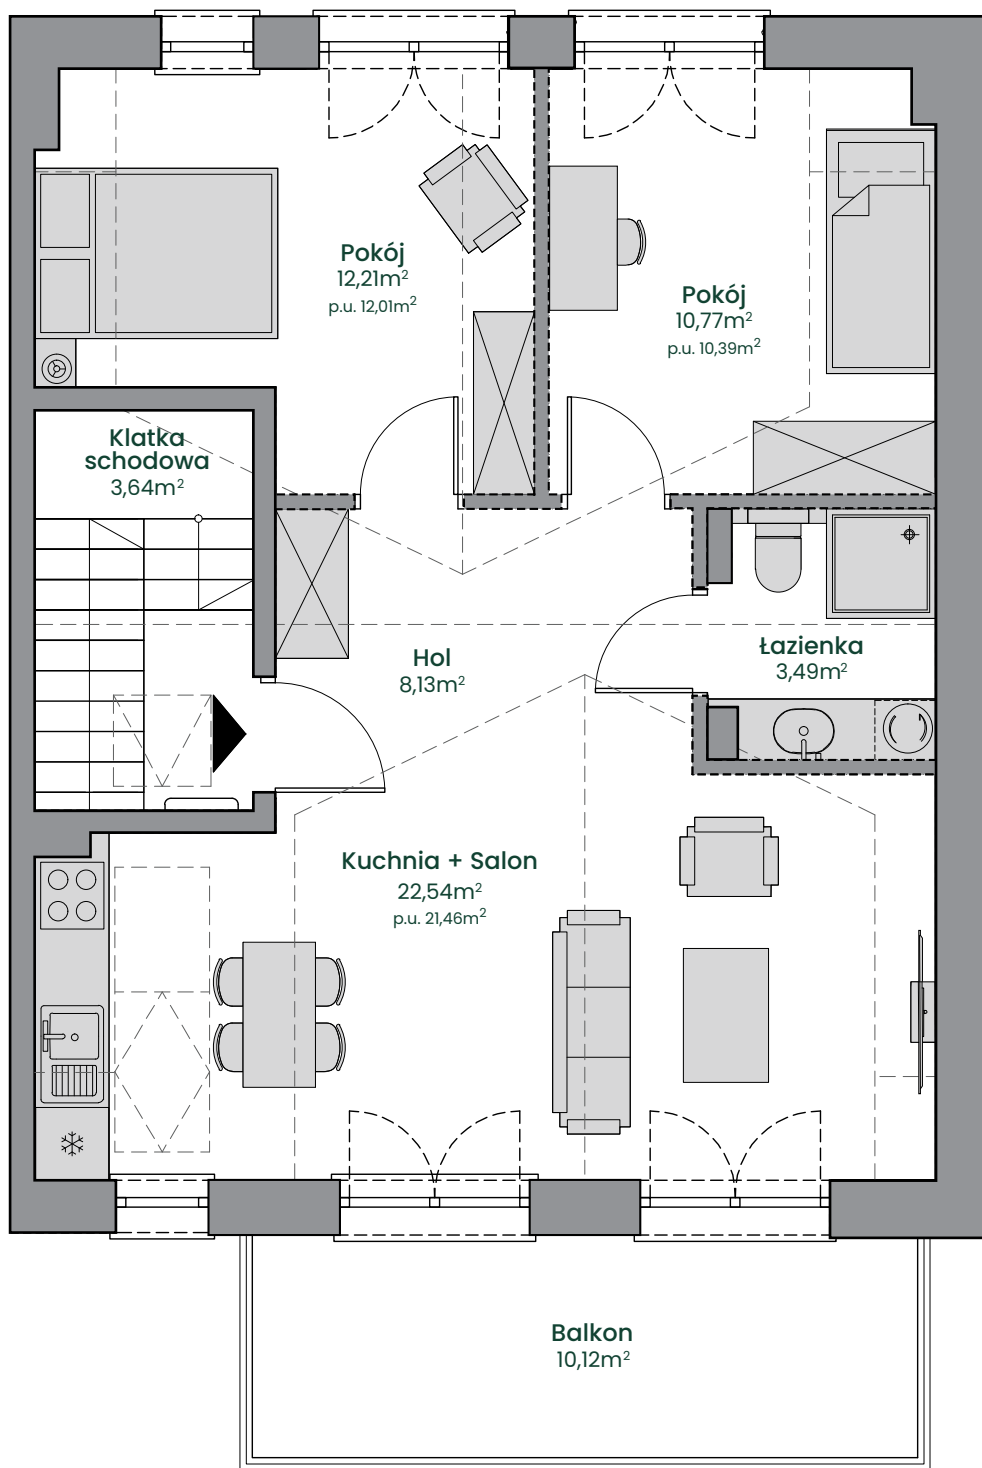 Pokój
12,21m²
p.u. 12,01m²
Pokój
10,77m²
p.u. 10,39m²
Klatka
schodowa
3,64m²
Hol
8,13m²
Łazienka
3,49m²
Kuchnia + Salon
22,54m²
p.u. 21,46m²
Balkon
10,12m²